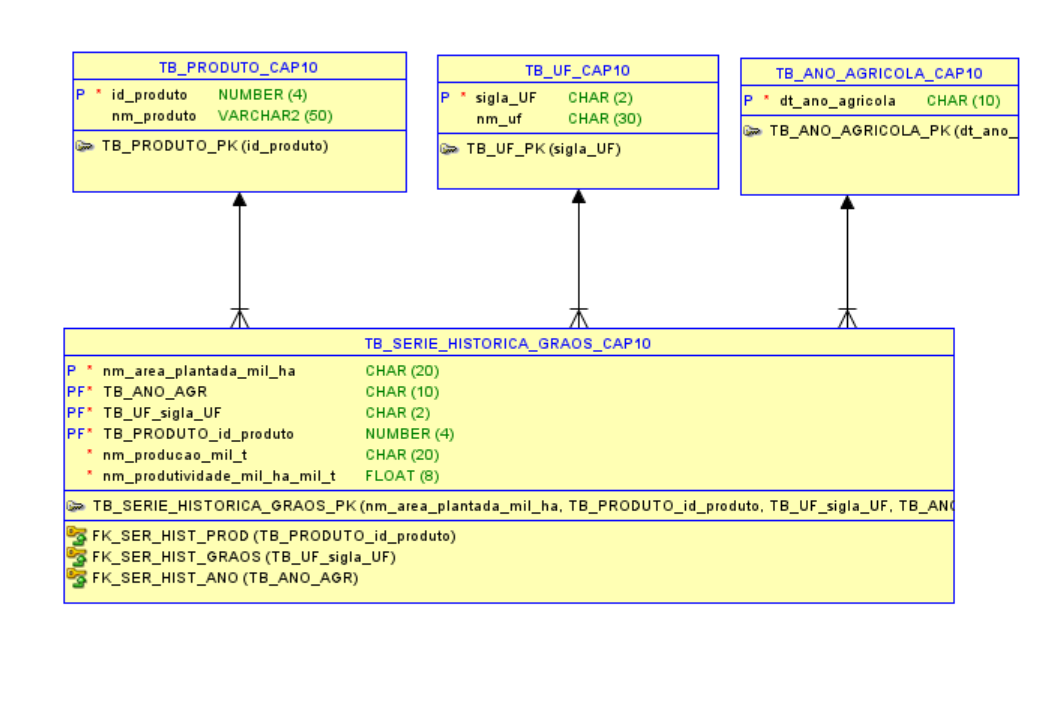 TB_PRODUTO_CAP10
P * id_produto NUMBER (4)
nm_produto VARCHAR2 (50)
TB_PRODUTO_PK (id_produto)
TB_UF_CAP10
P * sigla_UF CHAR (2)
nm_uf CHAR (30)
TB_UF_PK (sigla_UF)
TB_ANO_AGRICOLA_CAP10
P * dt_ano_agricola CHAR (10)
TB_ANO_AGRICOLA_PK (dt_ano_
TB_SERIE_HISTORICA_GRAOS_CAP10
P * nm_area_plantada_mil_ha CHAR (20)
PF* TB_ANO_AGR CHAR (10)
PF* TB_UF_sigla_UF CHAR (2)
PF* TB_PRODUTO_id_produto NUMBER (4)
* nm_producao_mil_t CHAR (20)
* nm_produtividade_mil_ha_mil_t FLOAT (8)
TB_SERIE_HISTORICA_GRAOS_PK (nm_area_plantada_mil_ha, TB_PRODUTO_id_produto, TB_UF_sigla_UF, TB_ANO
FK_SER_HIST_PROD (TB_PRODUTO_id_produto)
FK_SER_HIST_GRAOS (TB_UF_sigla_UF)
FK_SER_HIST_ANO (TB_ANO_AGR)